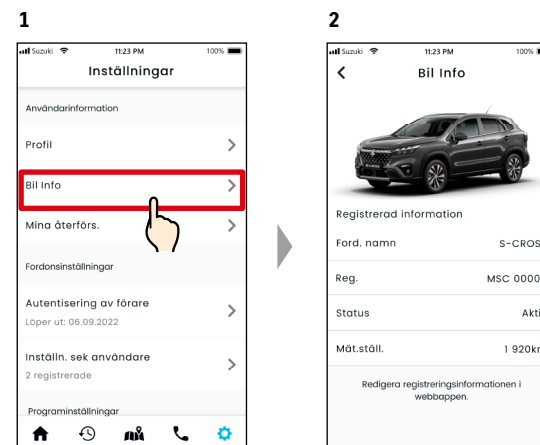 1
Suzuki 11:23 PM 100%
Inställningar
Användarinformation
Profil
Bil Info
Mina återförs.
Fordonsinställningar
Autentisering av förare
Löper ut: 06.09.2022
Inställn. sek användare
2 registrerade
Programinställningar
2
Suzuki 11:23 PM 100%
Bil Info
Registrerad information
Ford. namn S-CROS
Reg. MSC 0000
Status Akti
Mät.ställ. 1 920km
Redigera registreringsinformationen i
webbappen.